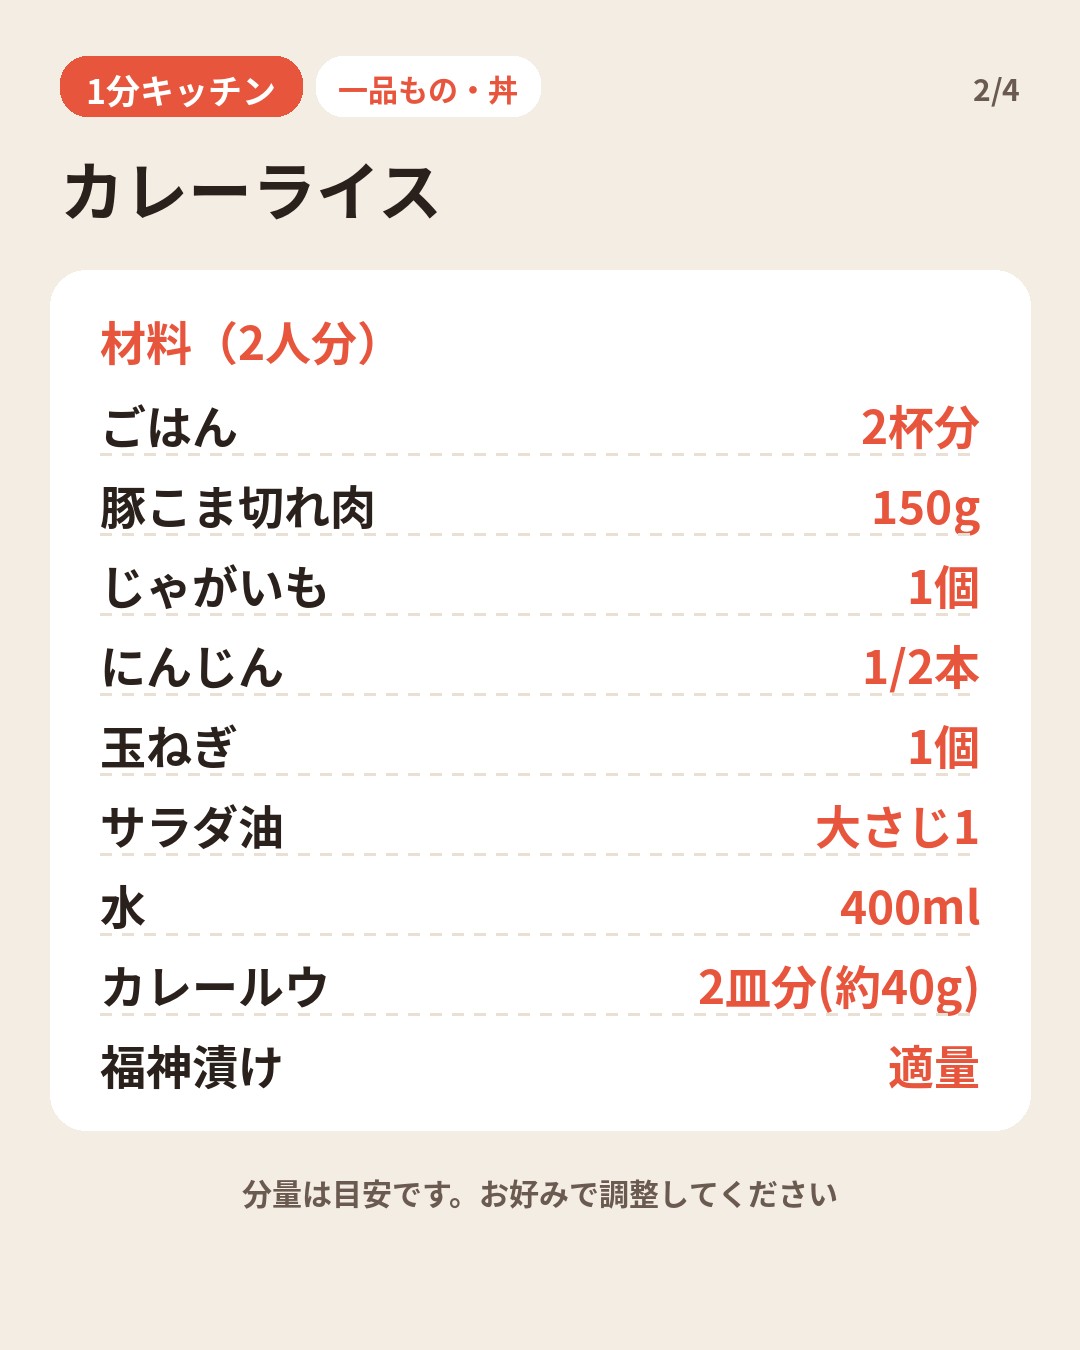 1分キッチン 一品もの・丼 2/4
カレーライス
材料（2人分）
ごはん 2杯分
豚こま切れ肉 150g
じゃがいも 1個
にんじん 1/2本
玉ねぎ 1個
サラダ油 大さじ1
水 400ml
カレールウ 2皿分(約40g)
福神漬け 適量
分量は目安です。お好みで調整してください